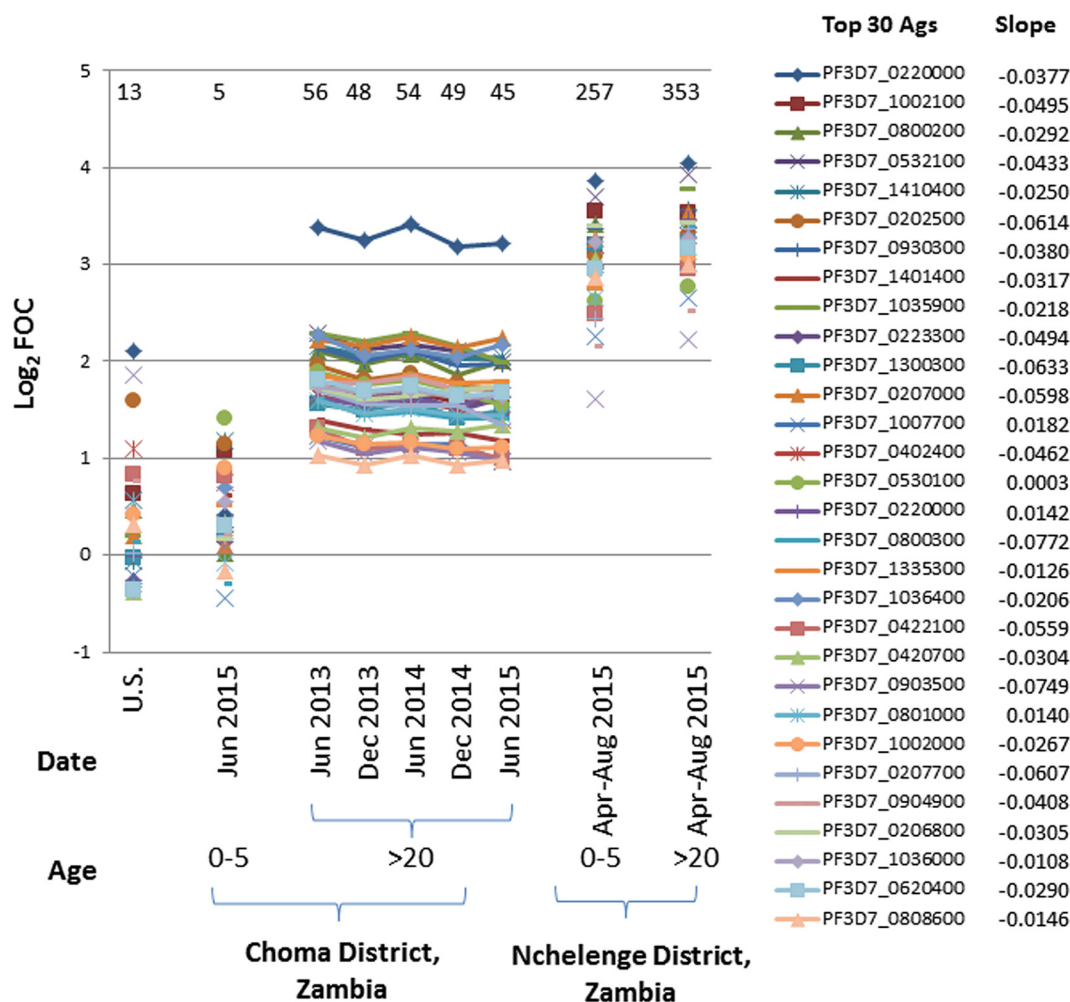 Top 30 Ags Slope
5
13 5 56 48 54 49 45 257 353
4
3
2
1
0
-1
Log2 FOC
PF3D7_0220000 -0.0377
PF3D7_1002100 -0.0495
PF3D7_0800200 -0.0292
PF3D7_0532100 -0.0433
PF3D7_1410400 -0.0250
PF3D7_0202500 -0.0614
PF3D7_0930300 -0.0380
PF3D7_1401400 -0.0317
PF3D7_1035900 -0.0218
PF3D7_0223300 -0.0494
PF3D7_1300300 -0.0633
PF3D7_0207000 -0.0598
PF3D7_1007700 0.0182
PF3D7_0402400 -0.0462
PF3D7_0530100 0.0003
PF3D7_0220000 0.0142
PF3D7_0800300 -0.0772
PF3D7_1335300 -0.0126
PF3D7_1036400 -0.0206
PF3D7_0422100 -0.0559
PF3D7_0420700 -0.0304
PF3D7_0903500 -0.0749
PF3D7_0801000 0.0140
PF3D7_1002000 -0.0267
PF3D7_0207700 -0.0607
PF3D7_0904900 -0.0408
PF3D7_0206800 -0.0305
PF3D7_1036000 -0.0108
PF3D7_0620400 -0.0290
PF3D7_0808600 -0.0146
Date
U.S.
Jun 2015
Jun 2013
Dec 2013
Jun 2014
Dec 2014
Jun 2015
Apr-Aug 2015
Apr-Aug 2015
Age 0-5 >20 0-5 >20
Choma District,
Zambia
Nchelenge District,
Zambia